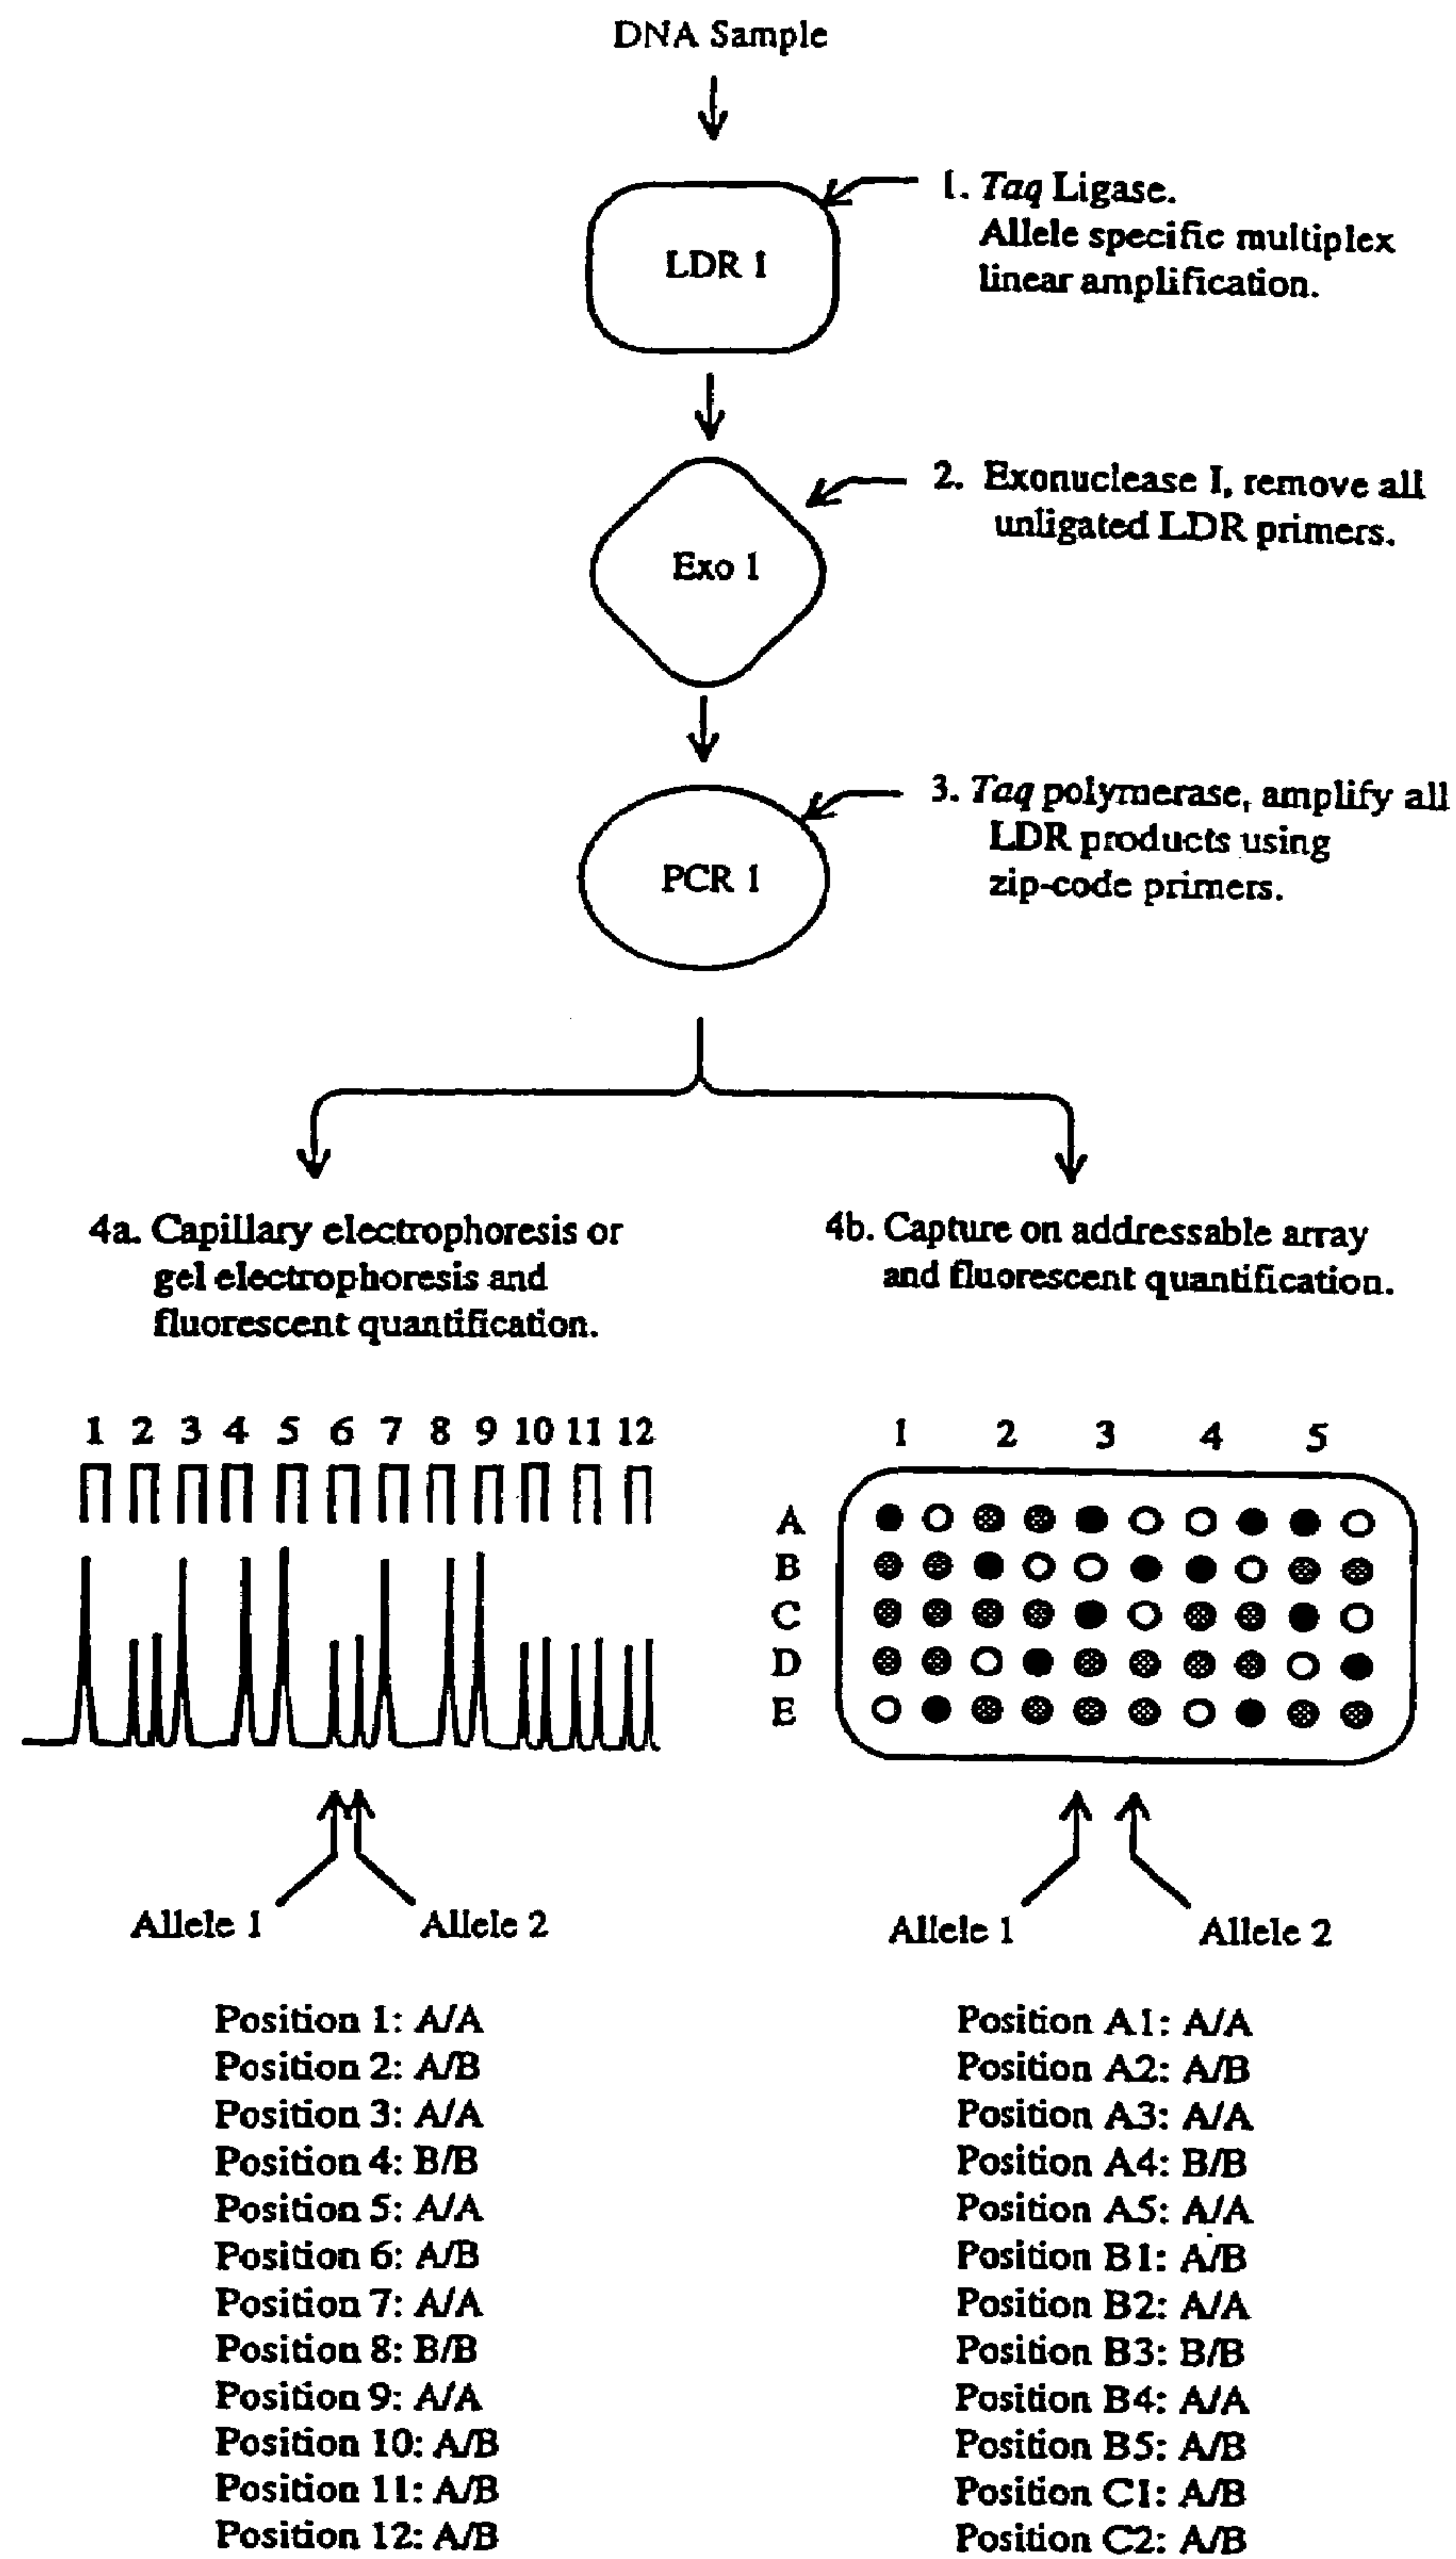 DNA Sample
LDR 1
1. Taq Ligase.
Allele specific multiplex
linear amplification.
Exo 1
2. Exonuclease I, remove all
unligated LDR primers.
PCR 1
3. Taq polymerase, amplify all
LDR products using
zip-code primers.
4a. Capillary electrophoresis or
gel electrophoresis and
fluorescent quantification.
1 2 3 4 5 6 7 8 9 10 11 12
Allele 1
Allele 2
Position 1: A/A
Position 2: A/B
Position 3: A/A
Position 4: B/B
Position 5: A/A
Position 6: A/B
Position 7: A/A
Position 8: B/B
Position 9: A/A
Position 10: A/B
Position 11: A/B
Position 12: A/B
4b. Capture on addressable array
and fluorescent quantification.
1 2 3 4 5
A
B
C
D
E
Allele 1
Allele 2
Position A1: A/A
Position A2: A/B
Position A3: A/A
Position A4: B/B
Position A5: A/A
Position B1: A/B
Position B2: A/A
Position B3: B/B
Position B4: A/A
Position B5: A/B
Position C1: A/B
Position C2: A/B